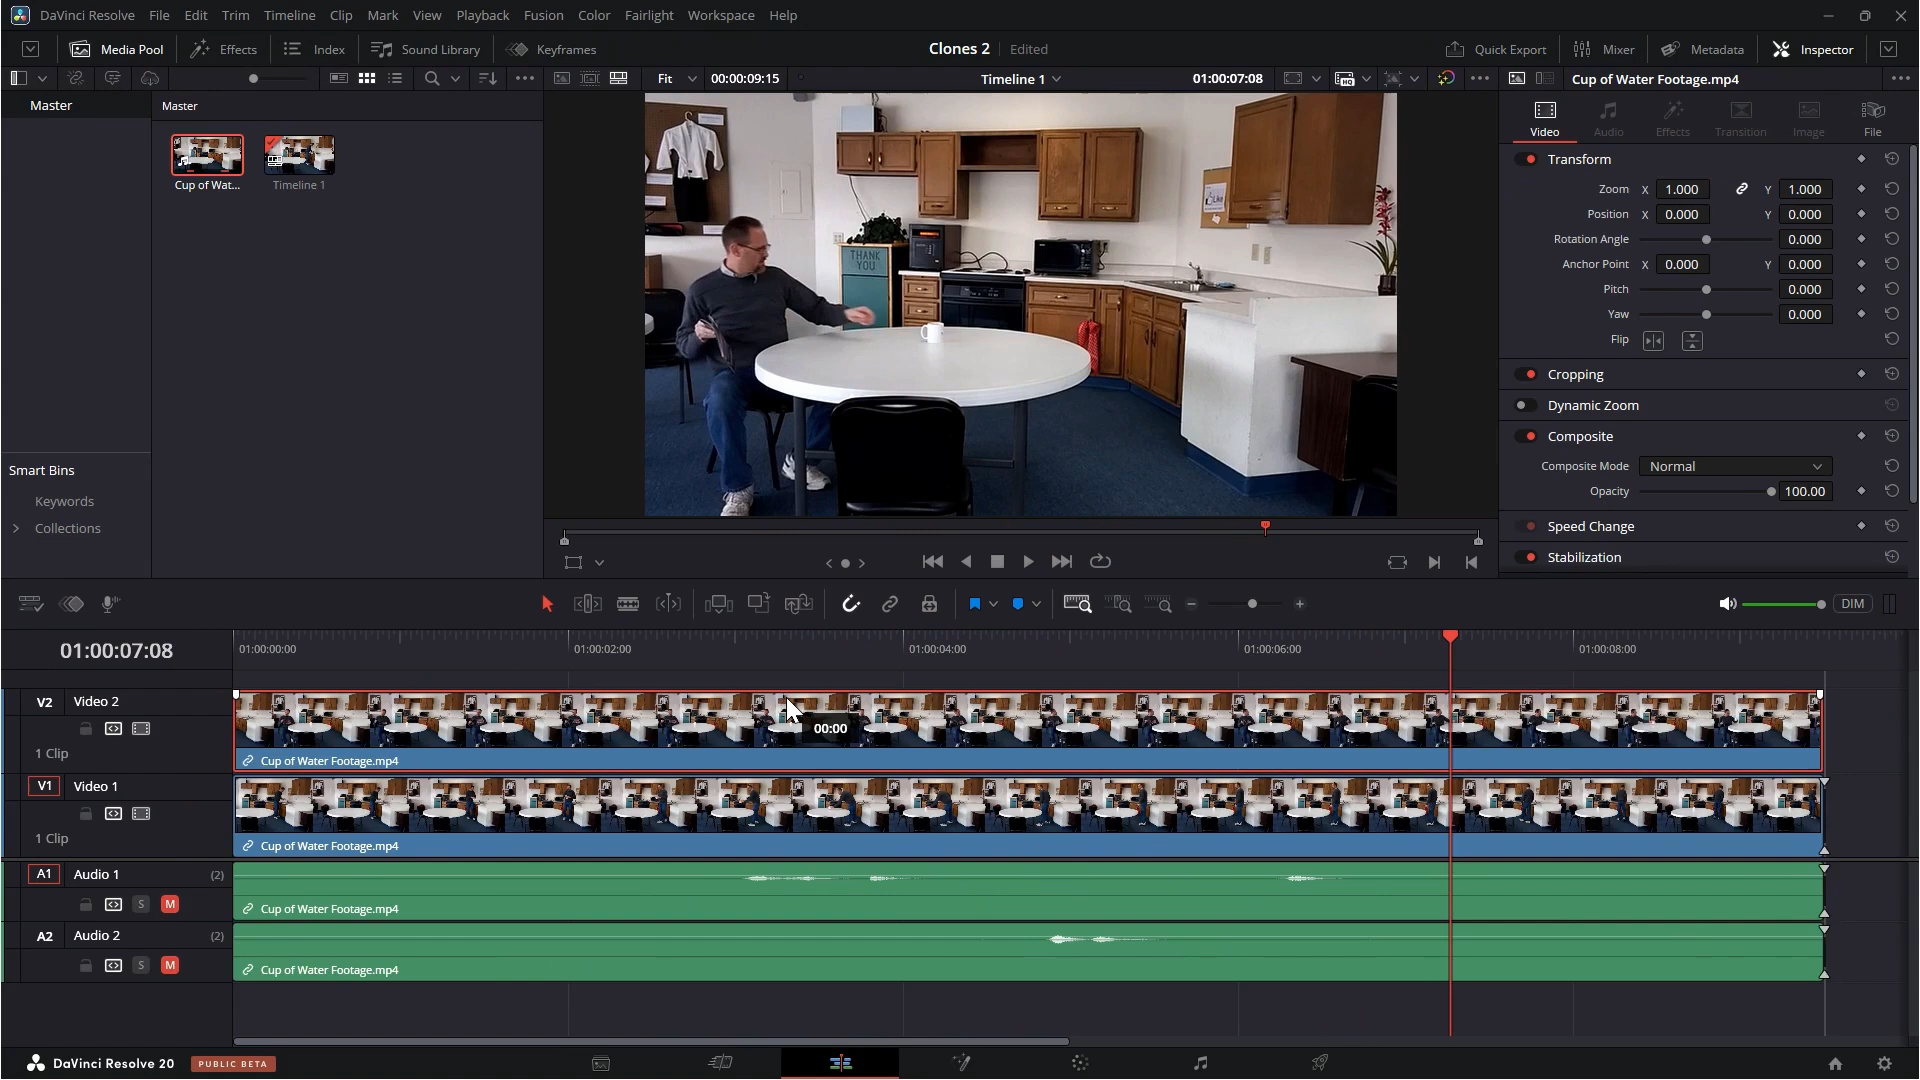 DaVinci Resolve File Edit Trim Timeline Clip Mark View Playback Fusion Color Fairlight Workspace Help
Media Pool Effects Index Sound Library Keyframes Clones 2 Edited Quick Export Mixer Metadata Inspector
Fit 00:00:09:15 Timeline 1 01:00:07:08 Cup of Water Footage.mp4
Master
Master
Cup of Wat...
Timeline 1
Smart Bins
Keywords
Collections
THANK
YOU
Like
Video Audio Effects Transition Image File
Transform
Zoom X 1.000 Y 1.000
Position X 0.000 Y 0.000
Rotation Angle 0.000
Anchor Point X 0.000 Y 0.000
Pitch 0.000
Yaw 0.000
Flip
Cropping
Dynamic Zoom
Composite
Composite Mode Normal
Opacity 100.00
Speed Change
Stabilization
DIM
01:00:07:08
01:00:00:00 01:00:02:00 01:00:04:00 01:00:06:00 01:00:08:00
V2 Video 2
1 Clip
00:00
Cup of Water Footage.mp4
V1 Video 1
1 Clip
Cup of Water Footage.mp4
A1 Audio 1 (2)
S M
Cup of Water Footage.mp4
A2 Audio 2 (2)
S M
Cup of Water Footage.mp4
DaVinci Resolve 20 PUBLIC BETA